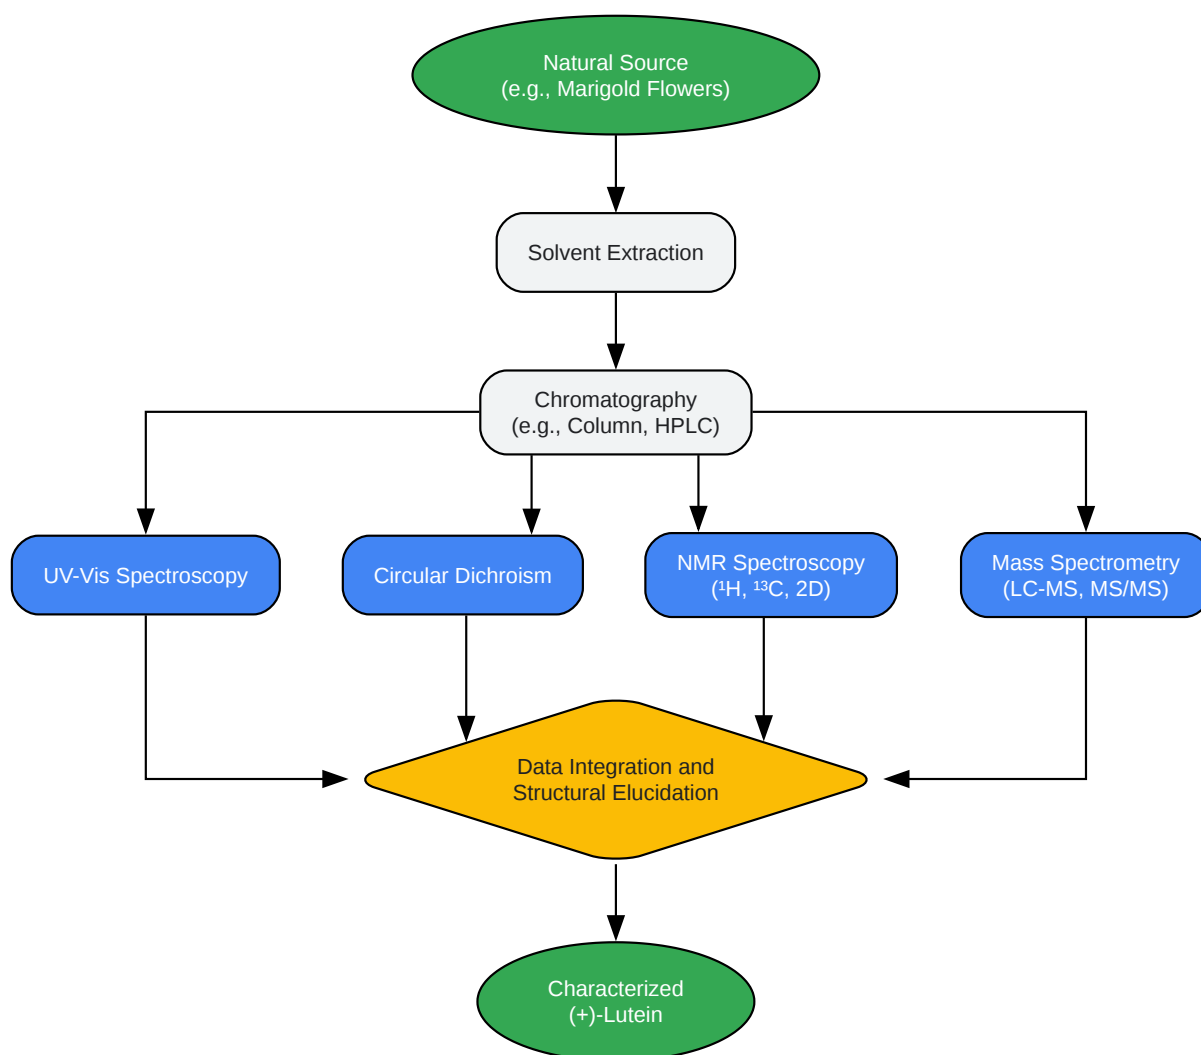 Natural Source
(e.g., Marigold Flowers)
Solvent Extraction
Chromatography
(e.g., Column, HPLC)
UV-Vis Spectroscopy
Circular Dichroism
NMR Spectroscopy
(¹H, ¹³C, 2D)
Mass Spectrometry
(LC-MS, MS/MS)
Data Integration and
Structural Elucidation
Characterized
(+)-Lutein